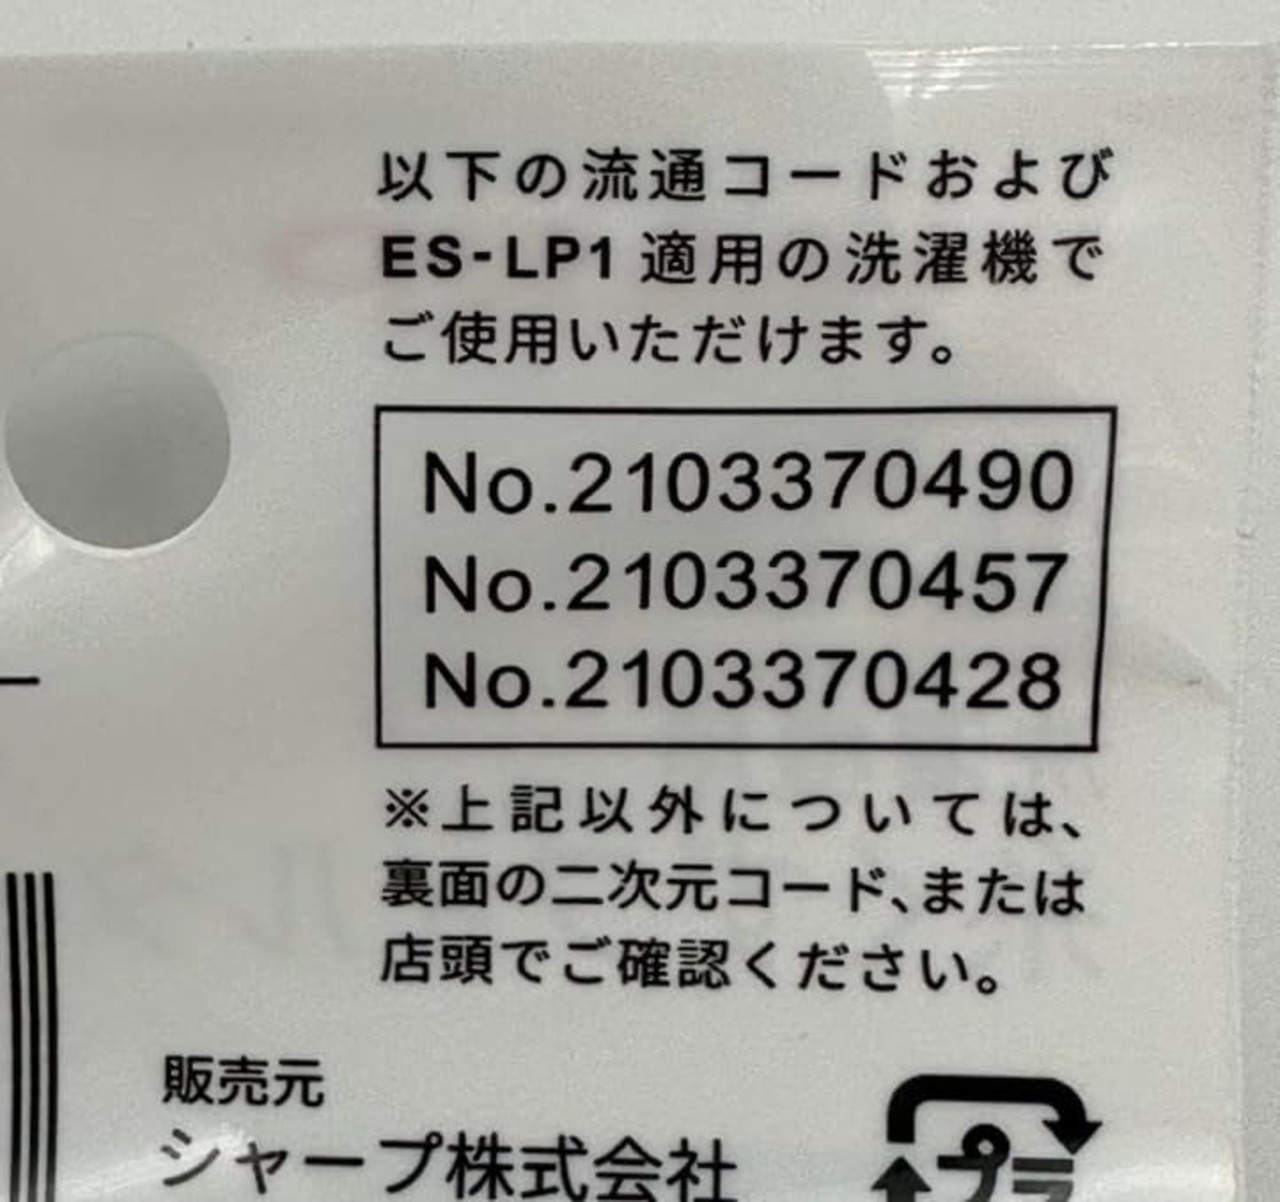 以下の流通コードおよび
ES-LP1 適用の洗濯機で
ご使用いただけます。
No.2103370490
No.2103370457
No.2103370428
※上記以外については、
裏面の二次元コード、または
店頭でご確認ください。
販売元
シャープ株式会社
プラ